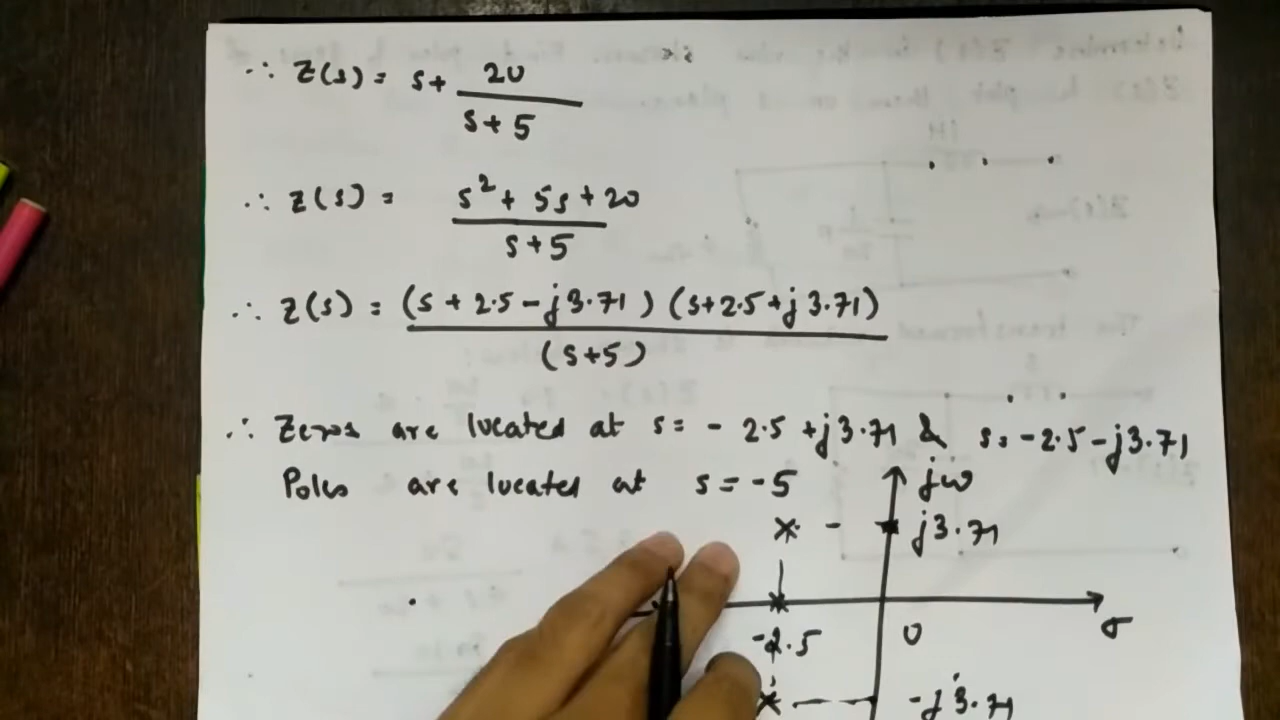 ∴ Z(s) = s + 20
s + 5
∴ Z(s) = s² + 5s + 20
s + 5
∴ Z(s) = (s + 2.5 - j3.71) (s + 2.5 + j3.71)
(s+5)
∴ Zeros are located at s = - 2.5 + j3.71 & s = -2.5 - j3.71
Poles are located at s = -5
jω
j3.71
-2.5 0 σ
-j3.71